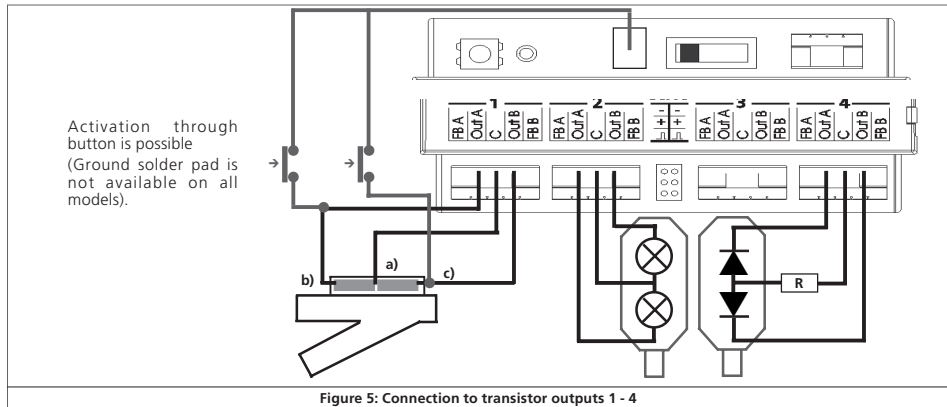 1 2 3 4
FB A Out A C Out B FB B FB A Out A C Out B FB B - + - + FB A Out A C Out B FB B FB A Out A C Out B FB B
Activation through
button is possible
(Ground solder pad is
not available on all
models).
a)
b) c)
R
Figure 5: Connection to transistor outputs 1 - 4